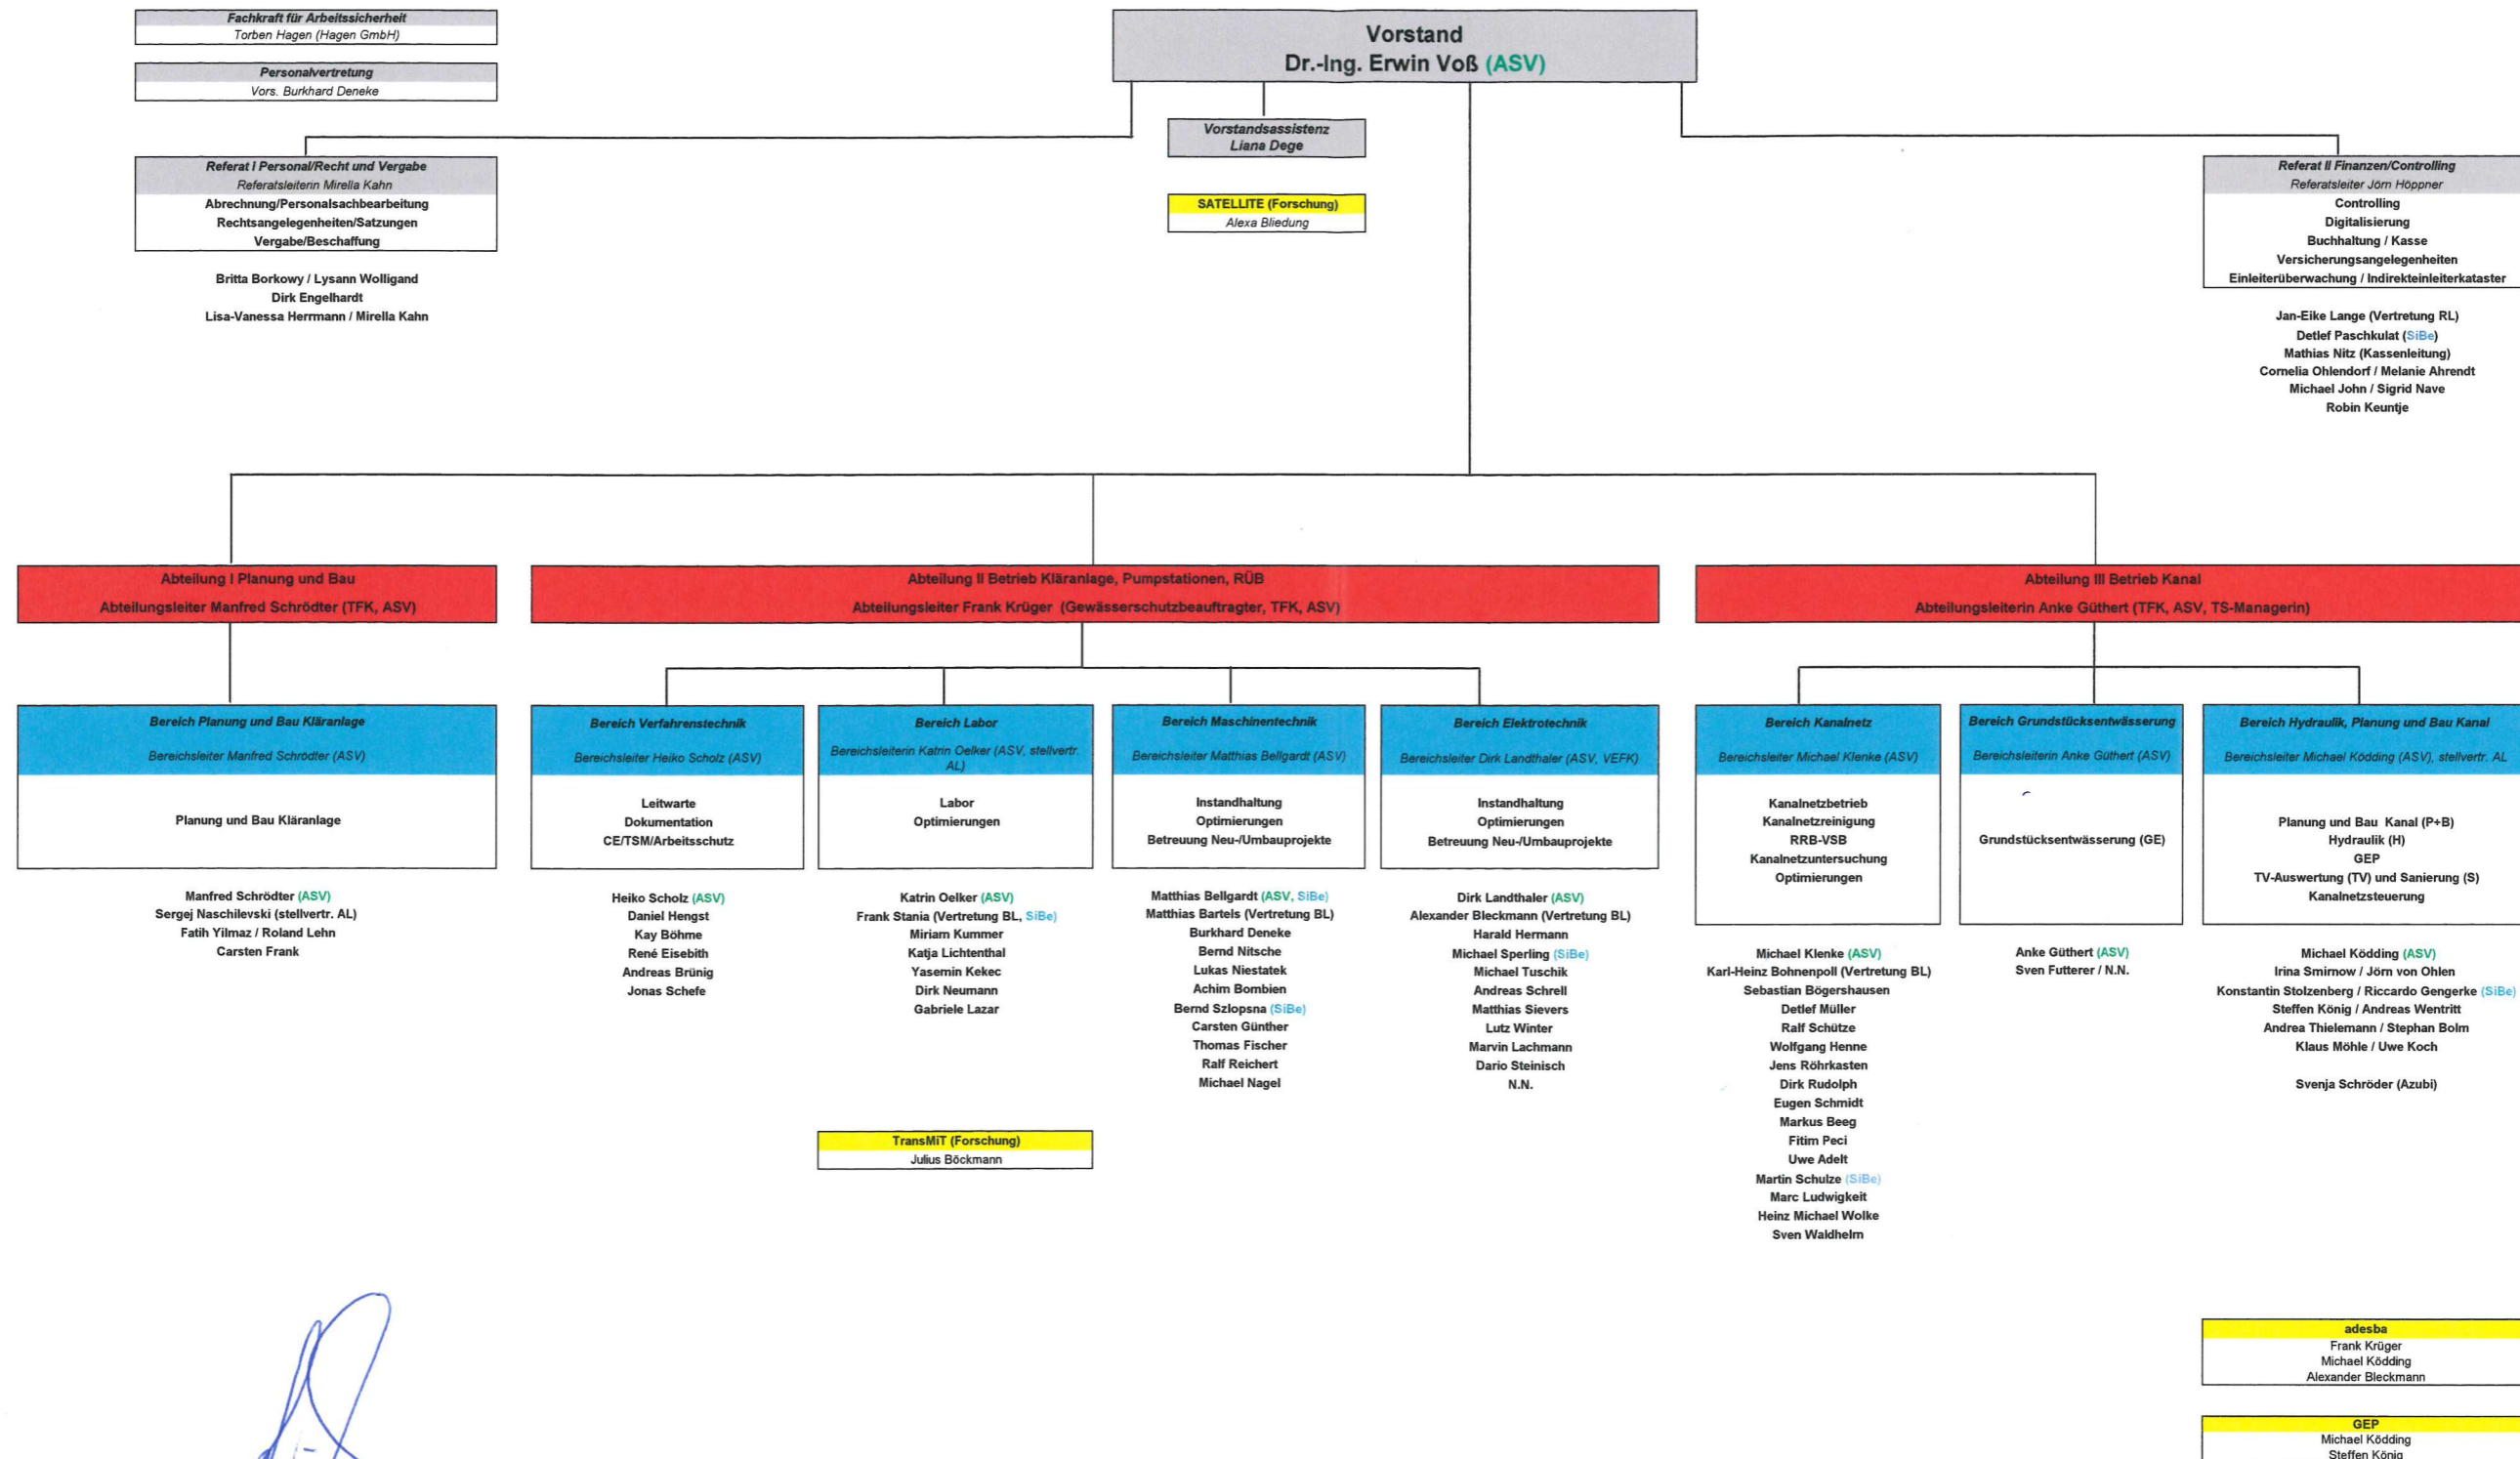 Fachkraft für Arbeitssicherheit
Torben Hagen (Hagen GmbH)
Personalvertretung
Vors. Burkhard Deneke
Vorstand
Dr.-Ing. Erwin Voß (ASV)
Vorstandsassistenz
Liana Dege
SATELLITE (Forschung)
Alexa Bliedung
Referat I Personal/Recht und Vergabe
Referatsleiterin Mirella Kahn
Abrechnung/Personalsachbearbeitung
Rechtsangelegenheiten/Satzungen
Vergabe/Beschaffung
Britta Borkowy / Lysann Wolligand
Dirk Engelhardt
Lisa-Vanessa Herrmann / Mirella Kahn
Referat II Finanzen/Controlling
Referatsleiter Jörn Höppner
Controlling
Digitalisierung
Buchhaltung / Kasse
Versicherungsangelegenheiten
Einleiterüberwachung / Indirekteinleiterkataster
Jan-Eike Lange (Vertretung RL)
Detlef Paschkulat (SiBe)
Mathias Nitz (Kassenleitung)
Cornelia Ohlendorf / Melanie Ahrendt
Michael John / Sigrid Nave
Robin Keuntje
Abteilung I Planung und Bau
Abteilungsleiter Manfred Schrödter (TFK, ASV)
Abteilung II Betrieb Kläranlage, Pumpstationen, RÜB
Abteilungsleiter Frank Krüger (Gewässerschutzbeauftragter, TFK, ASV)
Abteilung III Betrieb Kanal
Abteilungsleiterin Anke Güthert (TFK, ASV, TS-Managerin)
Bereich Planung und Bau Kläranlage
Bereichsleiter Manfred Schrödter (ASV)
Planung und Bau Kläranlage
Manfred Schrödter (ASV)
Sergej Naschilevski (stellvertr. AL)
Fatih Yilmaz / Roland Lehn
Carsten Frank
Bereich Verfahrenstechnik
Bereichsleiter Heiko Scholz (ASV)
Leitwarte
Dokumentation
CE/TSM/Arbeitsschutz
Heiko Scholz (ASV)
Daniel Hengst
Kay Böhme
René Eisebith
Andreas Brünig
Jonas Schefe
Bereich Labor
Bereichsleiterin Katrin Oelker (ASV, stellvertr.
AL)
Labor
Optimierungen
Katrin Oelker (ASV)
Frank Stania (Vertretung BL, SiBe)
Miriam Kummer
Katja Lichtenthal
Yasemin Kekec
Dirk Neumann
Gabriele Lazar
TransMiT (Forschung)
Julius Böckmann
Bereich Maschinentechnik
Bereichsleiter Matthias Bellgardt (ASV)
Instandhaltung
Optimierungen
Betreuung Neu-/Umbauprojekte
Matthias Bellgardt (ASV, SiBe)
Matthias Bartels (Vertretung BL)
Burkhard Deneke
Bernd Nitsche
Lukas Niestatek
Achim Bombien
Bernd Szlopsna (SiBe)
Carsten Günther
Thomas Fischer
Ralf Reichert
Michael Nagel
Bereich Elektrotechnik
Bereichsleiter Dirk Landthaler (ASV, VEFK)
Instandhaltung
Optimierungen
Betreuung Neu-/Umbauprojekte
Dirk Landthaler (ASV)
Alexander Bleckmann (Vertretung BL)
Harald Hermann
Michael Sperling (SiBe)
Michael Tuschik
Andreas Schrell
Matthias Sievers
Lutz Winter
Marvin Lachmann
Dario Steinisch
N.N.
Bereich Kanalnetz
Bereichsleiter Michael Klenke (ASV)
Kanalnetzbetrieb
Kanalnetzreinigung
RRB-VSB
Kanalnetzuntersuchung
Optimierungen
Michael Klenke (ASV)
Karl-Heinz Bohnenpoll (Vertretung BL)
Sebastian Bögershausen
Detlef Müller
Ralf Schütze
Wolfgang Henne
Jens Röhrkasten
Dirk Rudolph
Eugen Schmidt
Markus Beeg
Fitim Peci
Uwe Adelt
Martin Schulze (SiBe)
Marc Ludwigkeit
Heinz Michael Wolke
Sven Waldhelm
Bereich Grundstücksentwässerung
Bereichsleiterin Anke Güthert (ASV)
Grundstücksentwässerung (GE)
Anke Güthert (ASV)
Sven Futterer / N.N.
Bereich Hydraulik, Planung und Bau Kanal
Bereichsleiter Michael Ködding (ASV), stellvertr. AL
Planung und Bau Kanal (P+B)
Hydraulik (H)
GEP
TV-Auswertung (TV) und Sanierung (S)
Kanalnetzsteuerung
Michael Ködding (ASV)
Irina Smirnow / Jörn von Ohlen
Konstantin Stolzenberg / Riccardo Gengerke (SiBe)
Steffen König / Andreas Wentritt
Andrea Thielemann / Stephan Bolm
Klaus Möhle / Uwe Koch
Svenja Schröder (Azubi)
adesba
Frank Krüger
Michael Ködding
Alexander Bleckmann
GEP
Michael Ködding
Steffen König